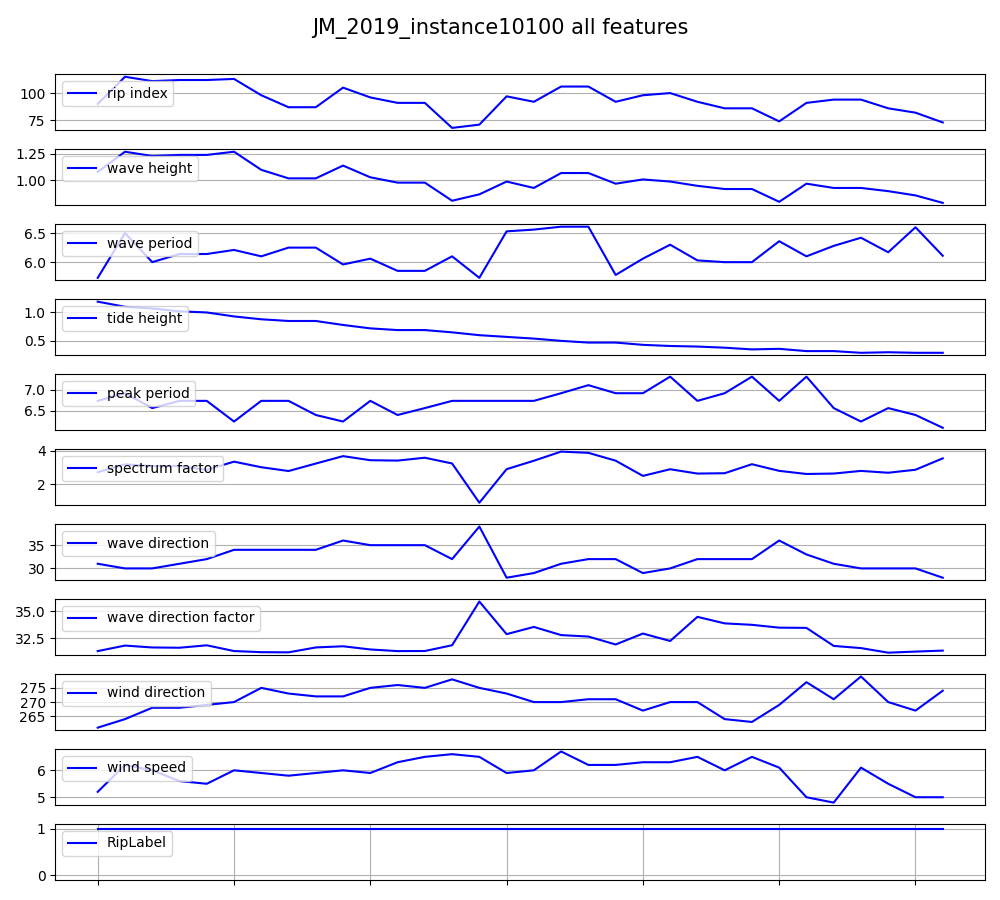 JM_2019_instance10100 all features
100
75
rip index
1.25
1.00
wave height
6.5
6.0
wave period
1.0
0.5
tide height
7.0
6.5
peak period
4
2
spectrum factor
35
30
wave direction
35.0
32.5
wave direction factor
275
270
265
wind direction
6
5
wind speed
1
0
RipLabel